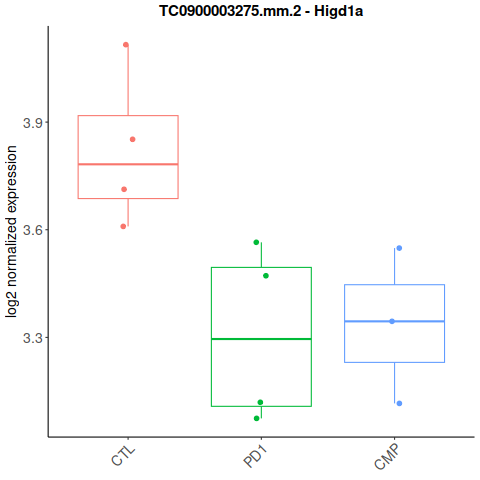 TC0900003275.mm.2 - Higd1a
log2 normalized expression
3.9
3.6
3.3
CTL
PD1
CMP